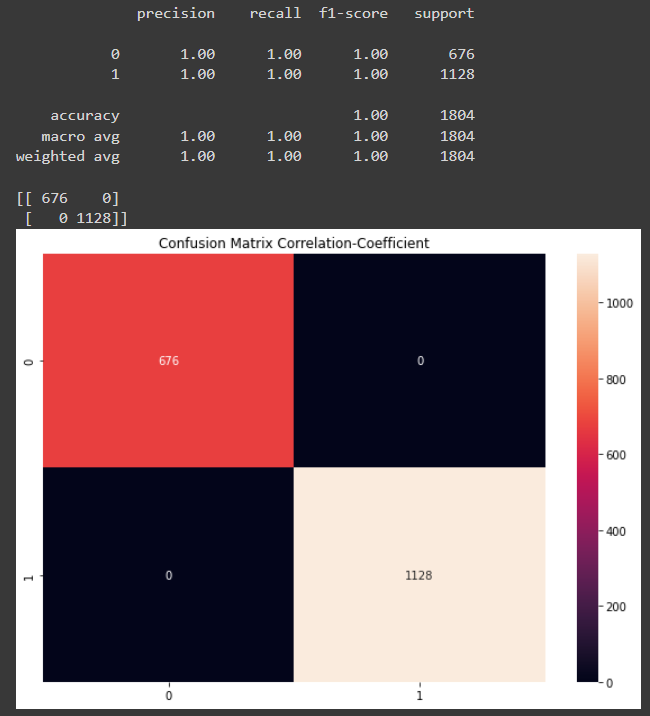 precision recall f1-score support
0 1.00 1.00 1.00 676
1 1.00 1.00 1.00 1128
accuracy 1.00 1804
macro avg 1.00 1.00 1.00 1804
weighted avg 1.00 1.00 1.00 1804
[[ 676 0]
[ 0 1128]]
Confusion Matrix Correlation-Coefficient
0
676
0
1
0
1128
0
1
1000
800
600
400
200
0